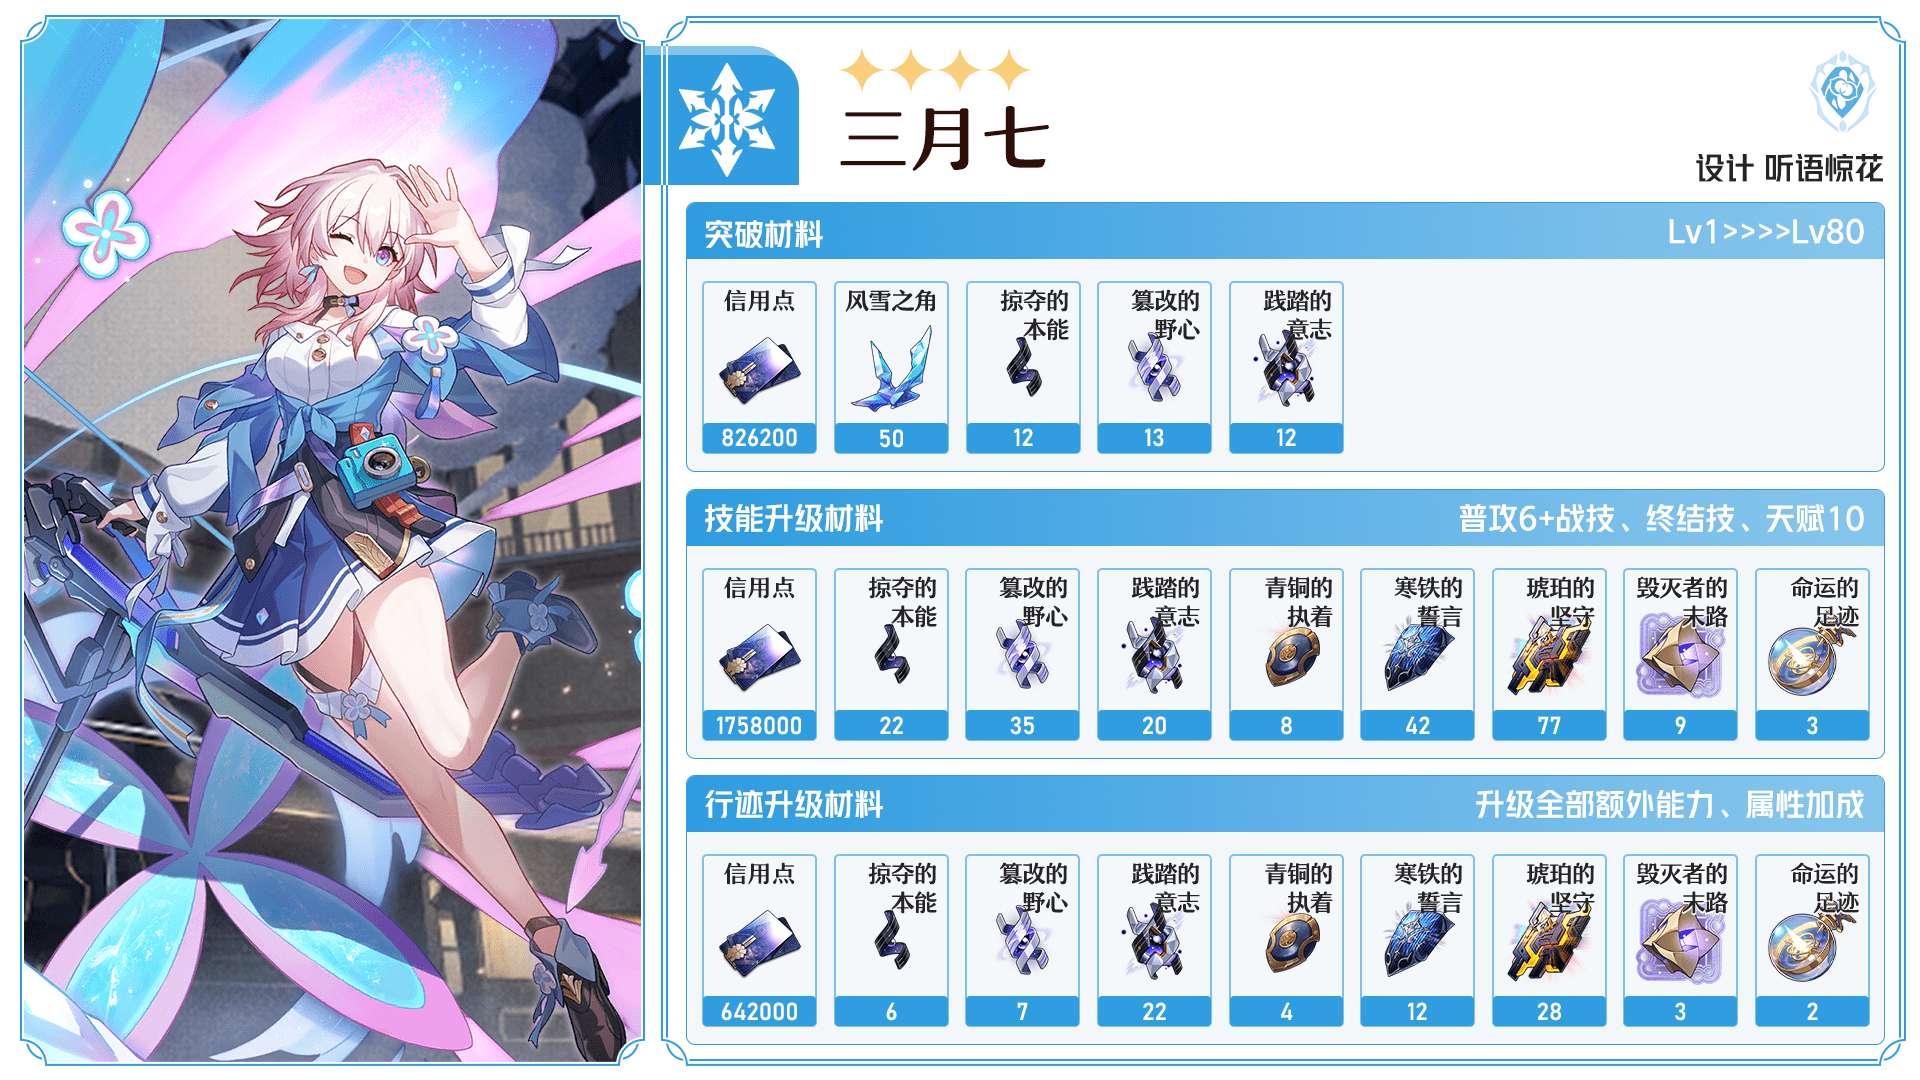 三月七
设计 听语惊花
突破材料 Lv1>>>>Lv80
信用点 风雪之角 掠夺的 篡改的 践踏的
本能 野心 意志
826200 50 12 13 12
技能升级材料 普攻6+战技、终结技、天赋10
信用点 掠夺的 篡改的 践踏的 青铜的 寒铁的 琥珀的 毁灭者的 命运的
本能 野心 意志 执着 誓言 坚守 末路 足迹
1758000 22 35 20 8 42 77 9 3
行迹升级材料 升级全部额外能力、属性加成
信用点 掠夺的 篡改的 践踏的 青铜的 寒铁的 琥珀的 毁灭者的 命运的
本能 野心 意志 执着 誓言 坚守 末路 足迹
642000 6 7 22 4 12 28 3 2